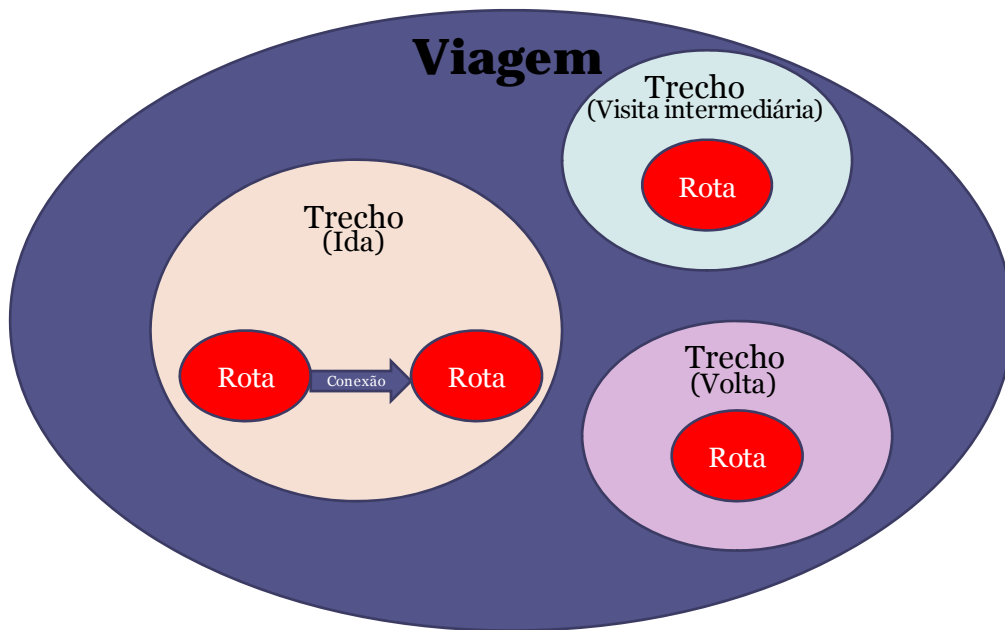 Viagem
Trecho
(Visita intermediária)
Rota
Trecho
(Ida)
Rota
Conexão
Rota
Trecho
(Volta)
Rota